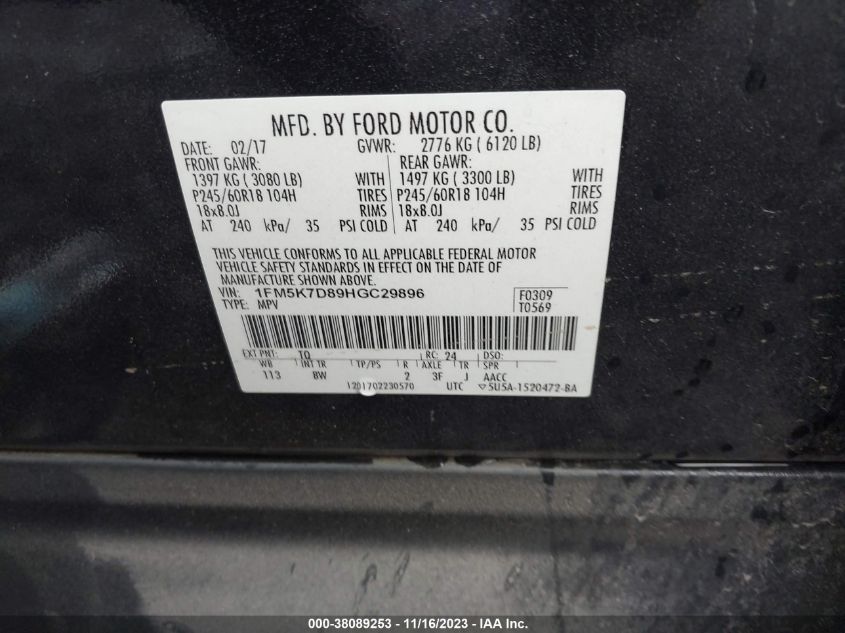 MFD. BY FORD MOTOR CO.
DATE: 02/17 GVWR: 2776 KG ( 6120 LB)
FRONT GAWR: REAR GAWR:
1397 KG ( 3080 LB) WITH 1497 KG ( 3300 LB) WITH
P245/60R18 104H TIRES P245/60R18 104H TIRES
18x8.0J RIMS 18x8.0J RIMS
AT 240 kPa/ 35 PSI COLD AT 240 kPa/ 35 PSI COLD
THIS VEHICLE CONFORMS TO ALL APPLICABLE FEDERAL MOTOR
VEHICLE SAFETY STANDARDS IN EFFECT ON THE DATE OF
MANUFACTURE SHOWN ABOVE.
VIN: 1FM5K7D89HGC29896 F0309
TYPE: MPV T0569
EXT PNT: TQ RC: 24 DSO:
WB INT TR TP/PS R AXLE TR SPR
113 8W 2 3F J AACC
1201702230570 UTC ▽5U5A-1520472-BA
000-38089253 - 11/16/2023 - IAA Inc.